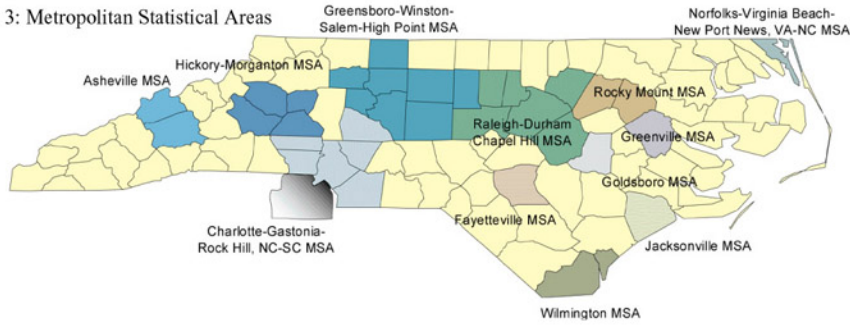 3: Metropolitan Statistical Areas
Greensboro-Winston-
Salem-High Point MSA
Norfolks-Virginia Beach-
New Port News, VA-NC MSA
Hickory-Morganton MSA
Asheville MSA
Rocky Mount MSA
Raleigh-Durham
Chapel Hill MSA
Greenville MSA
Goldsboro MSA
Fayetteville MSA
Charlotte-Gastonia-
Rock Hill, NC-SC MSA
Jacksonville MSA
Wilmington MSA